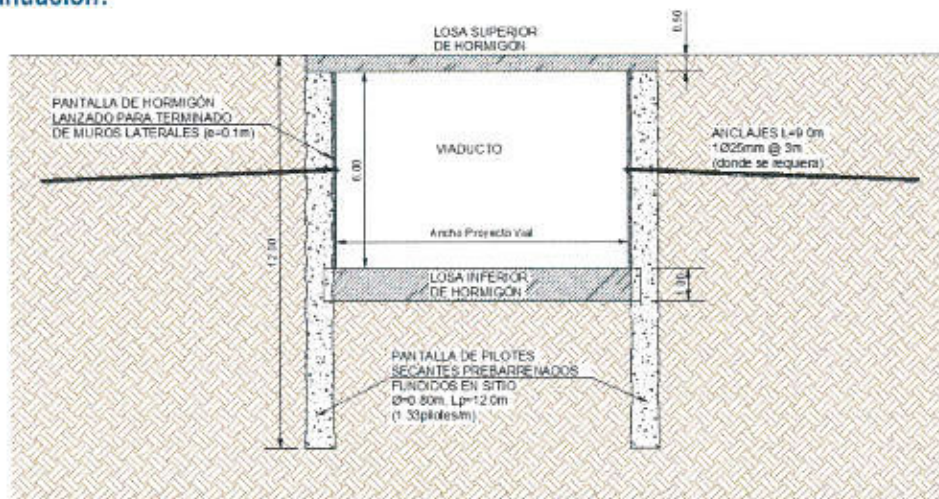 LOSA SUPERIOR
DE HORMIGÓN
0.50
PANTALLA DE HORMIGÓN
LANZADO PARA TERMINADO
DE MUROS LATERALES (e=0.1m)
VIADUCTO
6.00
ANCLAJES L=9.0m
1Ø25mm @ 3m
(donde se requiera)
12.00
Ancho Proyecto Vial
LOSA INFERIOR
DE HORMIGÓN
1.00
PANTALLA DE PILOTES
SECANTES PREBARRENADOS
FUNDIDOS EN SITIO
Ø=0.80m, Lp=12.0m
(1.33pilotes/m)